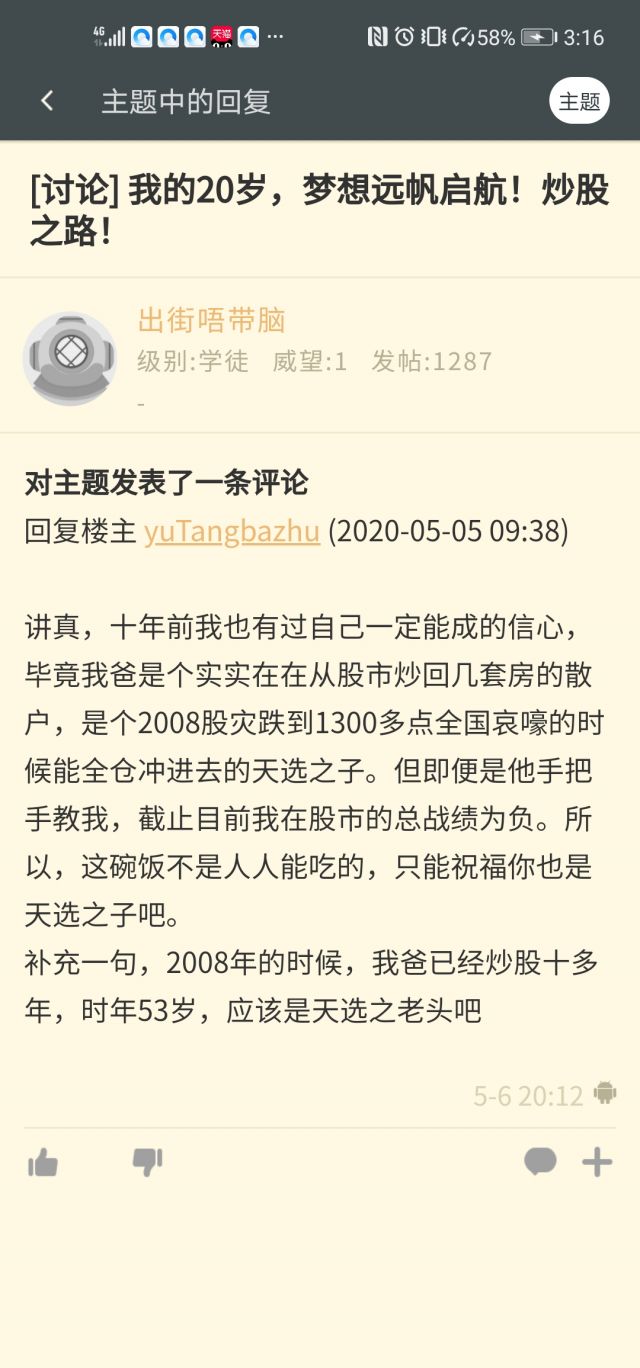 4G 天猫 ... 58% 3:16
主题中的回复 主题
[讨论] 我的20岁，梦想远帆启航！炒股
之路！
出街唔带脑
级别:学徒 威望:1 发帖:1287
-
对主题发表了一条评论
回复楼主 yuTangbazhu (2020-05-05 09:38)
讲真，十年前我也有过自己一定能成的信心，
毕竟我爸是个实实在在从股市炒回几套房的散
户，是个2008股灾跌到1300多点全国哀嚎的时
候能全仓冲进去的天选之子。但即便是他手把
手教我，截止目前我在股市的总战绩为负。所
以，这碗饭不是人人能吃的，只能祝福你也是
天选之子吧。
补充一句，2008年的时候，我爸已经炒股十多
年，时年53岁，应该是天选之老头吧
5-6 20:12